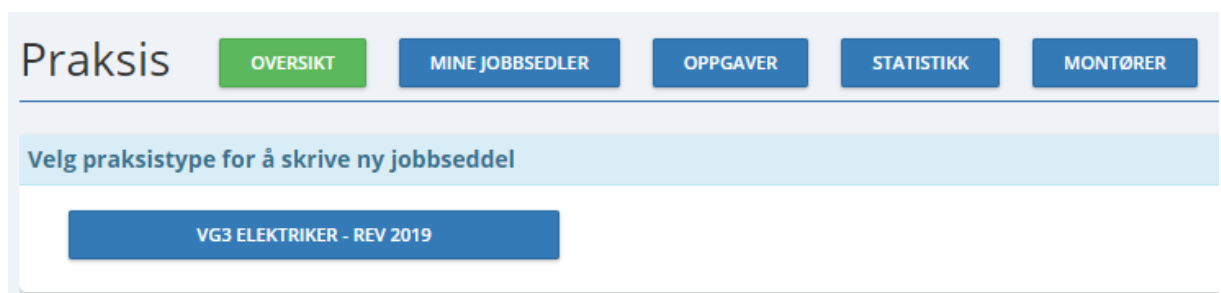 Praksis OVERSIKT MINE JOBBSEDLER OPPGAVER STATISTIKK MONTØRER
Velg praksistype for å skrive ny jobbseddel
VG3 ELEKTRIKER - REV 2019